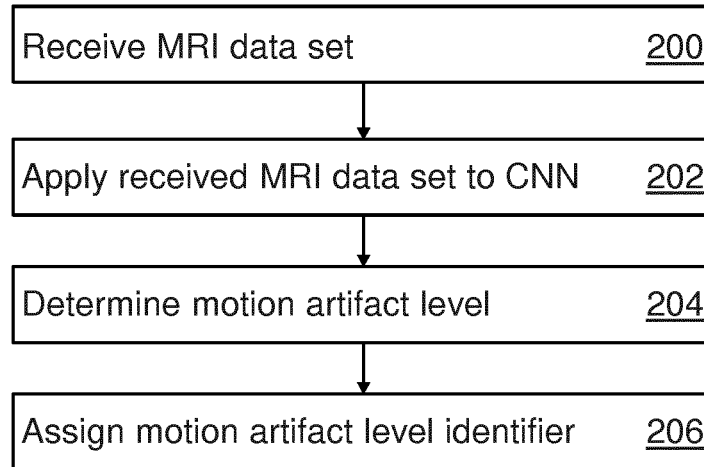 Receive MRI data set 200
Apply received MRI data set to CNN 202
Determine motion artifact level 204
Assign motion artifact level identifier 206